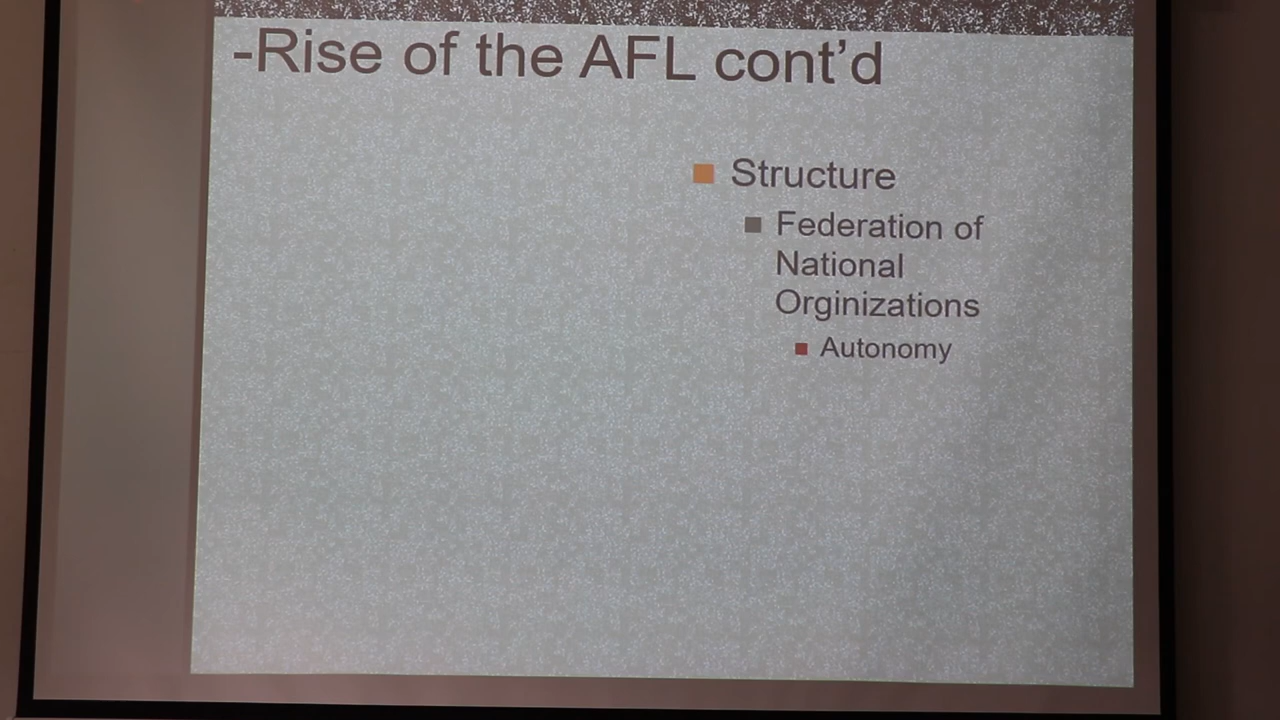 -Rise of the AFL cont’d
Structure
Federation of
National
Orginizations
Autonomy